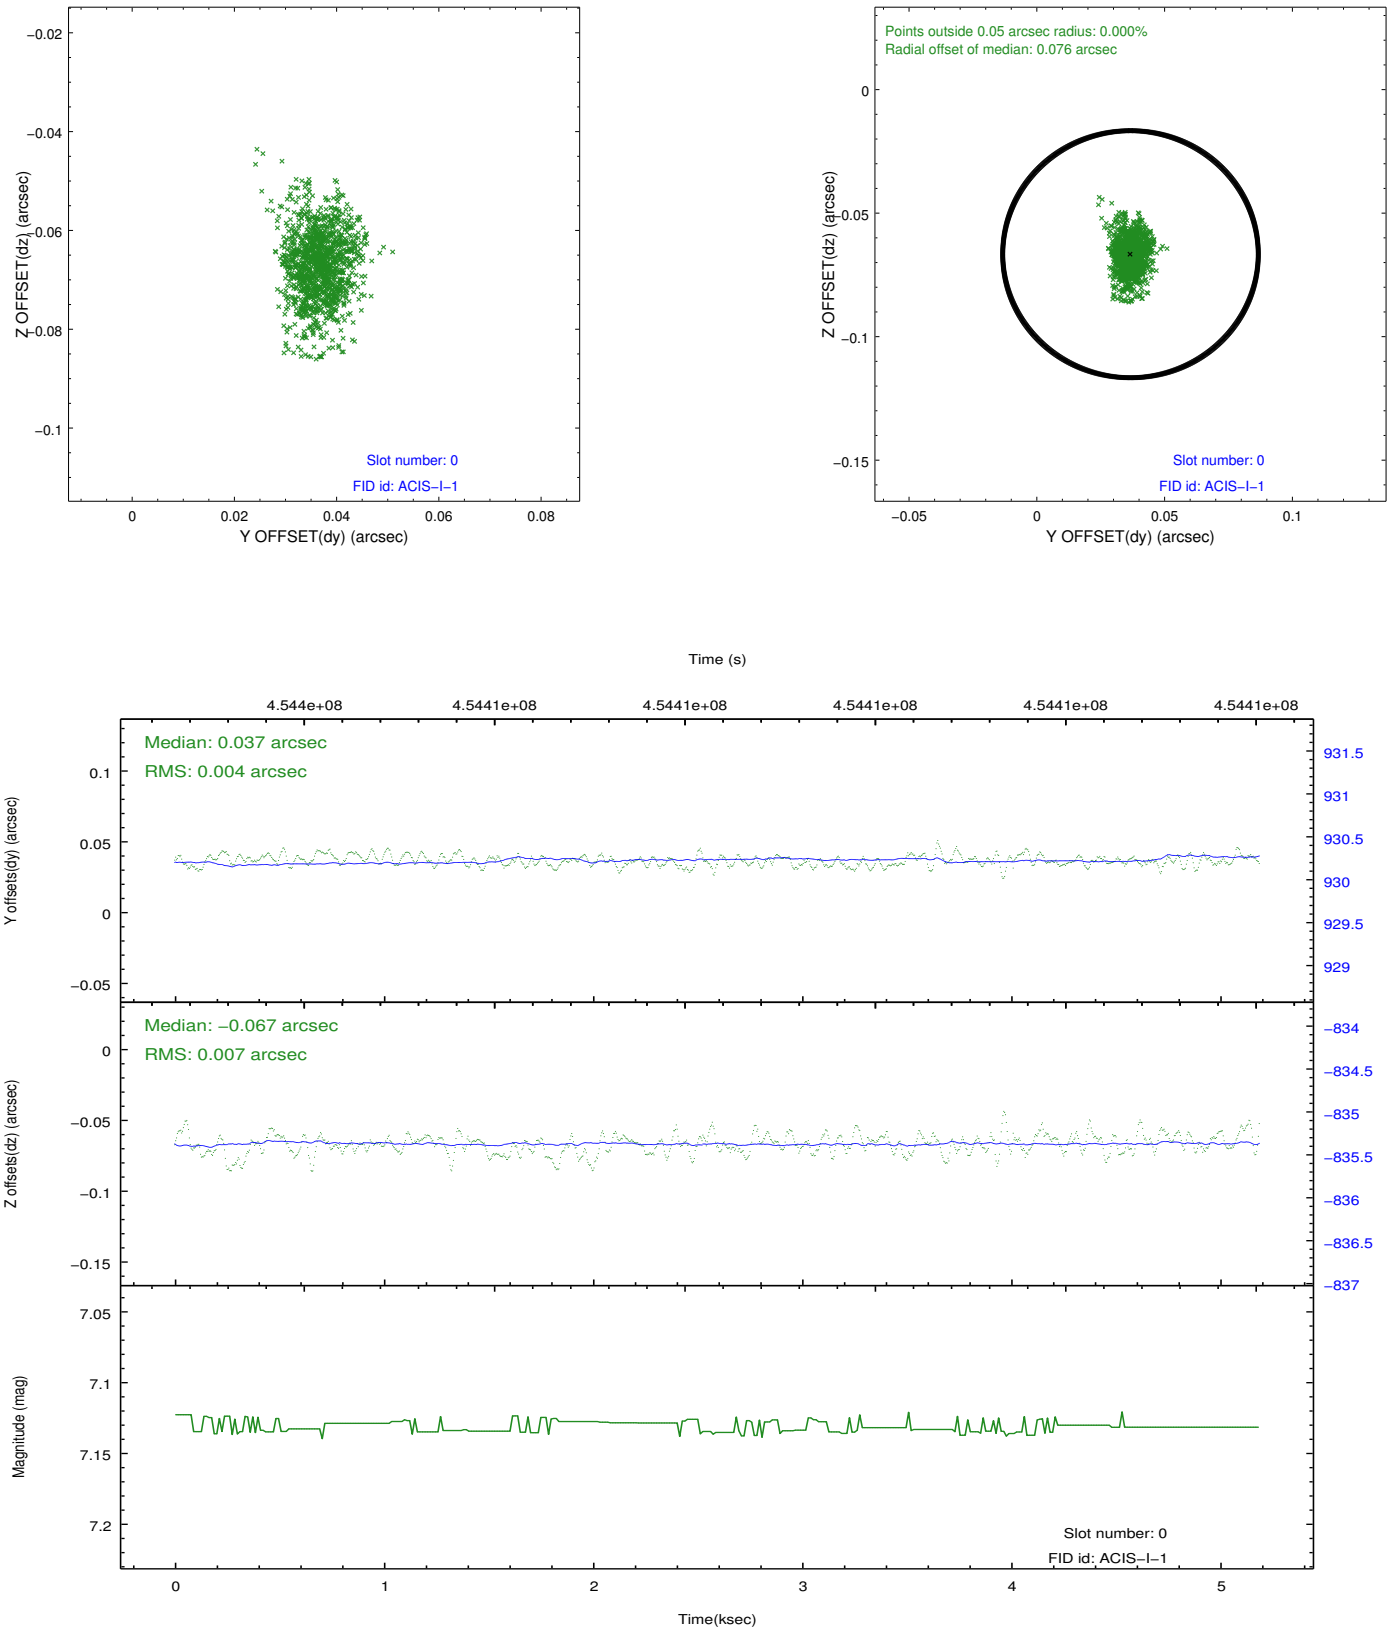 −0.02
−0.04
−0.06
−0.08
−0.1
Z OFFSET(dz) (arcsec)
Slot number: 0
FID id: ACIS−I−1
0 0.02 0.04 0.06 0.08
Y OFFSET(dy) (arcsec)
Points outside 0.05 arcsec radius: 0.000%
Radial offset of median: 0.076 arcsec
0
−0.05
−0.1
−0.15
Z OFFSET(dz) (arcsec)
Slot number: 0
FID id: ACIS−I−1
−0.05 0 0.05 0.1
Y OFFSET(dy) (arcsec)
Time (s)
4.544e+08 4.5441e+08 4.5441e+08 4.5441e+08 4.5441e+08 4.5441e+08
Median: 0.037 arcsec
RMS: 0.004 arcsec
0.1
0.05
0
−0.05
Y offsets(dy) (arcsec)
931.5
931
930.5
930
929.5
929
Median: −0.067 arcsec
RMS: 0.007 arcsec
0
−0.05
−0.1
−0.15
Z offsets(dz) (arcsec)
−834
−834.5
−835
−835.5
−836
−836.5
−837
7.05
7.1
7.15
7.2
Magnitude (mag)
Slot number: 0
FID id: ACIS−I−1
0 1 2 3 4 5
Time(ksec)